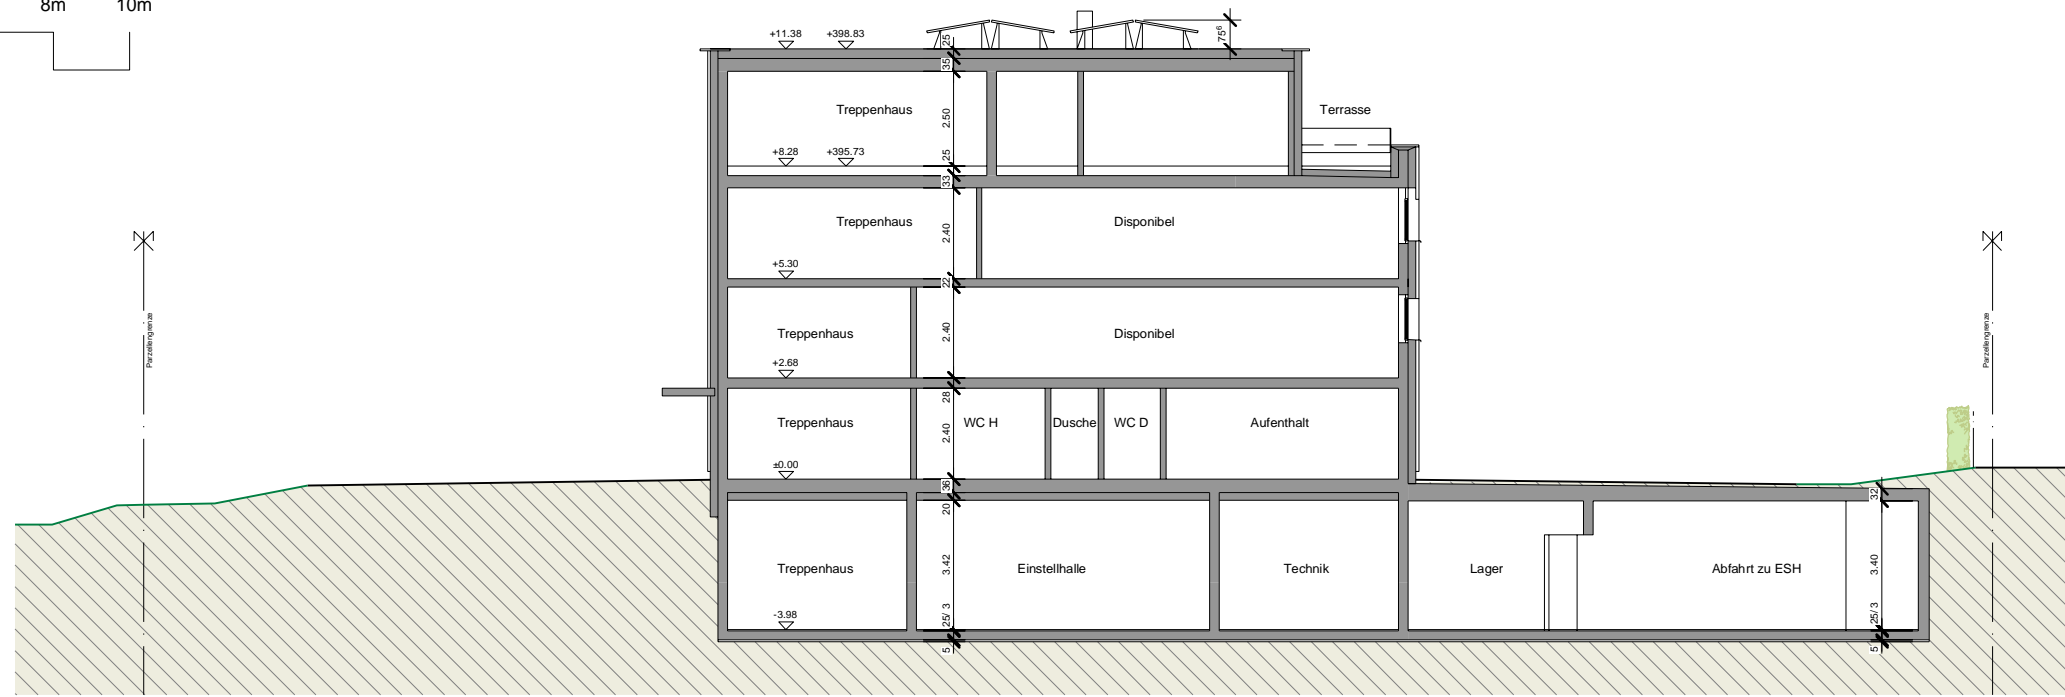 8m 10m
+11.38 +398.83
25
75⁶
35
Treppenhaus
Terrasse
2.50
+8.28 +395.73
25
33
Treppenhaus
Disponibel
2.40
+5.30
22
Parzellengrenze
Treppenhaus
Disponibel
Parzellengrenze
2.40
+2.68
28
Treppenhaus
WC H
Dusche
WC D
Aufenthalt
2.40
±0.00
36
32
20
Treppenhaus
Einstellhalle
Technik
Lager
Abfahrt zu ESH
3.42
3.40
-3.98
25/ 3
25/ 3
5
5